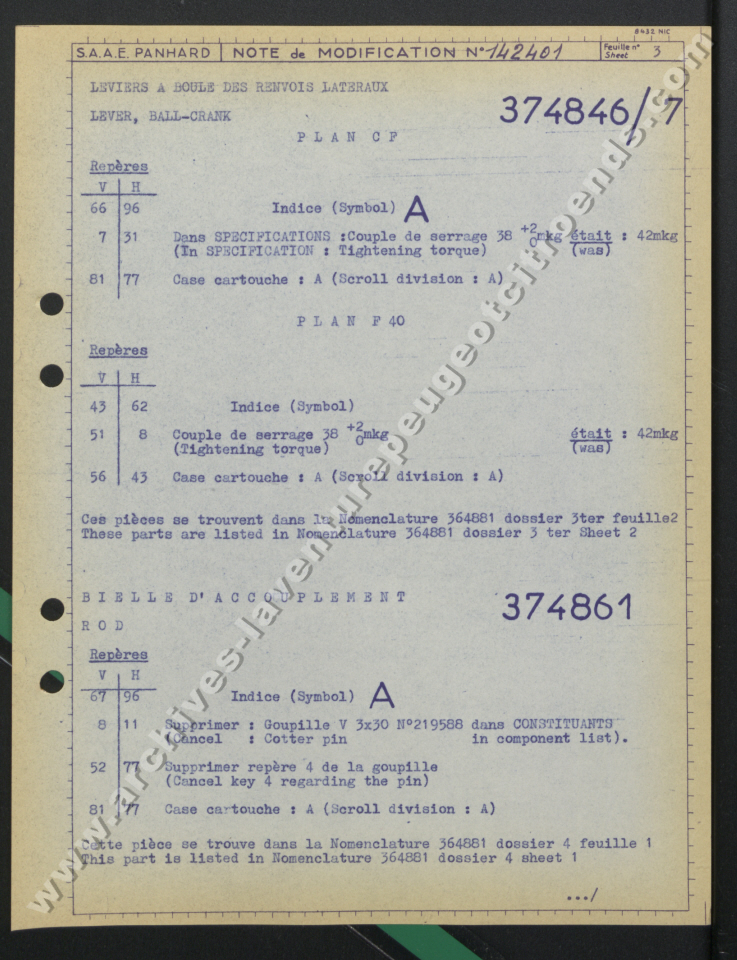 8432 NIC
S.A.A.E. PANHARD NOTE de MODIFICATION N° 142401 Feuille n° Sheet 3
LEVIERS A BOULE DES RENVOIS LATERAUX
LEVER, BALL-CRANK
374846/7
PLAN CF
Repères
V H
66 96 Indice (Symbol) A
7 31 Dans SPECIFICATIONS :Couple de serrage 38 +2 0mkg était : 42mkg
(In SPECIFICATION : Tightening torque) (was)
81 77 Case cartouche : A (Scroll division : A)
PLAN F 40
Repères
V H
43 62 Indice (Symbol)
51 8 Couple de serrage 38 +2 0mkg était : 42mkg
(Tightening torque) (was)
56 43 Case cartouche : A (Scroll division : A)
Ces pièces se trouvent dans la Nomenclature 364881 dossier 3ter feuille2
These parts are listed in Nomenclature 364881 dossier 3 ter Sheet 2
BIELLE D'ACCOUPLEMENT
374861
ROD
Repères
V H
67 96 Indice (Symbol) A
8 11 Supprimer : Goupille V 3x30 N°219588 dans CONSTITUANTS
(Cancel : Cotter pin in component list).
52 77 Supprimer repère 4 de la goupille
(Cancel key 4 regarding the pin)
81 77 Case cartouche : A (Scroll division : A)
Cette pièce se trouve dans la Nomenclature 364881 dossier 4 feuille 1
This part is listed in Nomenclature 364881 dossier 4 sheet 1
.../
www.archives-laventurepeugeotcitroends.com